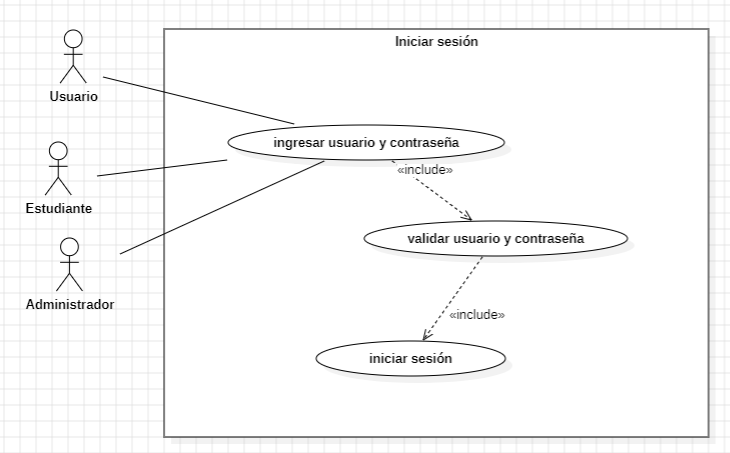 Iniciar sesión
Usuario
ingresar usuario y contraseña
«include»
Estudiante
validar usuario y contraseña
Administrador
«include»
iniciar sesión